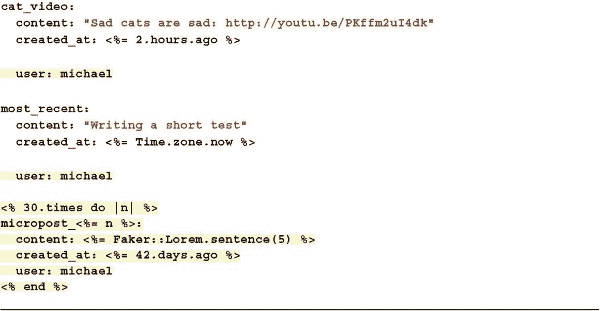 cat_video:
  content: "Sad cats are sad: http://youtu.be/PKffm2uI4dk"
  created_at: <%= 2.hours.ago %>
  user: michael
most_recent:
  content: "Writing a short test"
  created_at: <%= Time.zone.now %>
  user: michael
<% 30.times do |n| %>
micropost_<%= n %>:
  content: <%= Faker::Lorem.sentence(5) %>
  created_at: <%= 42.days.ago %>
  user: michael
<% end %>